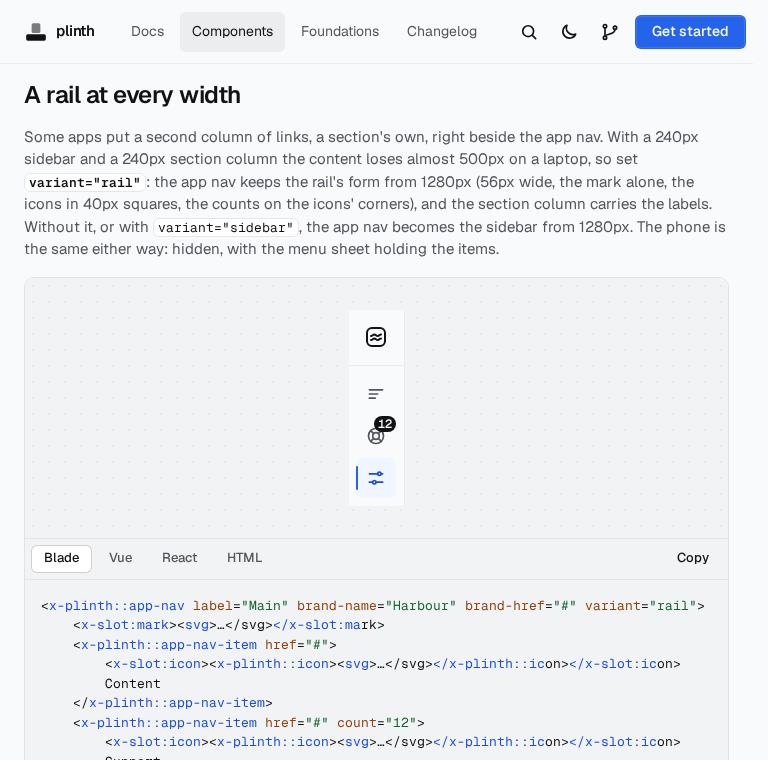 plinth
Docs
Components
Foundations
Changelog
Get started
A rail at every width
Some apps put a second column of links, a section's own, right beside the app nav. With a 240px
sidebar and a 240px section column the content loses almost 500px on a laptop, so set
variant="rail": the app nav keeps the rail's form from 1280px (56px wide, the mark alone, the
icons in 40px squares, the counts on the icons' corners), and the section column carries the labels.
Without it, or with variant="sidebar", the app nav becomes the sidebar from 1280px. The phone is
the same either way: hidden, with the menu sheet holding the items.
12
Blade
Vue
React
HTML
Copy
<x-plinth::app-nav label="Main" brand-name="Harbour" brand-href="#" variant="rail">
<x-slot:mark><svg>…</svg></x-slot:mark>
<x-plinth::app-nav-item href="#">
<x-slot:icon><x-plinth::icon><svg>…</svg></x-plinth::icon></x-slot:icon>
Content
</x-plinth::app-nav-item>
<x-plinth::app-nav-item href="#" count="12">
<x-slot:icon><x-plinth::icon><svg>…</svg></x-plinth::icon></x-slot:icon>
Support